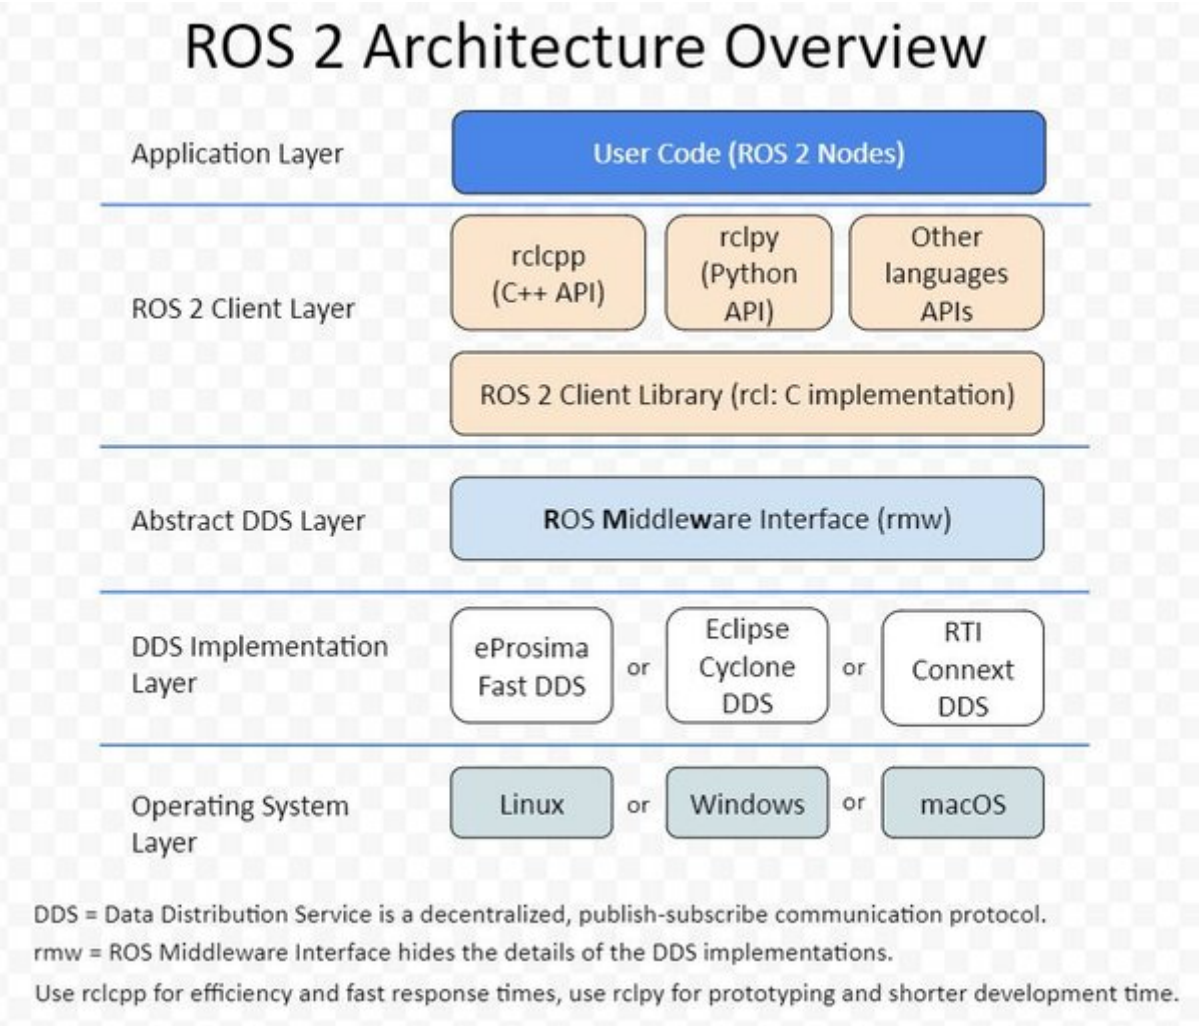 ROS 2 Architecture Overview
Application Layer
User Code (ROS 2 Nodes)
ROS 2 Client Layer
rclcpp
(C++ API)
rclpy
(Python
API)
Other
languages
APIs
ROS 2 Client Library (rcl: C implementation)
Abstract DDS Layer
ROS Middleware Interface (rmw)
DDS Implementation
Layer
eProsima
Fast DDS
or
Eclipse
Cyclone
DDS
or
RTI
Connext
DDS
Operating System
Layer
Linux
or
Windows
or
macOS
DDS = Data Distribution Service is a decentralized, publish-subscribe communication protocol.
rmw = ROS Middleware Interface hides the details of the DDS implementations.
Use rclcpp for efficiency and fast response times, use rclpy for prototyping and shorter development time.